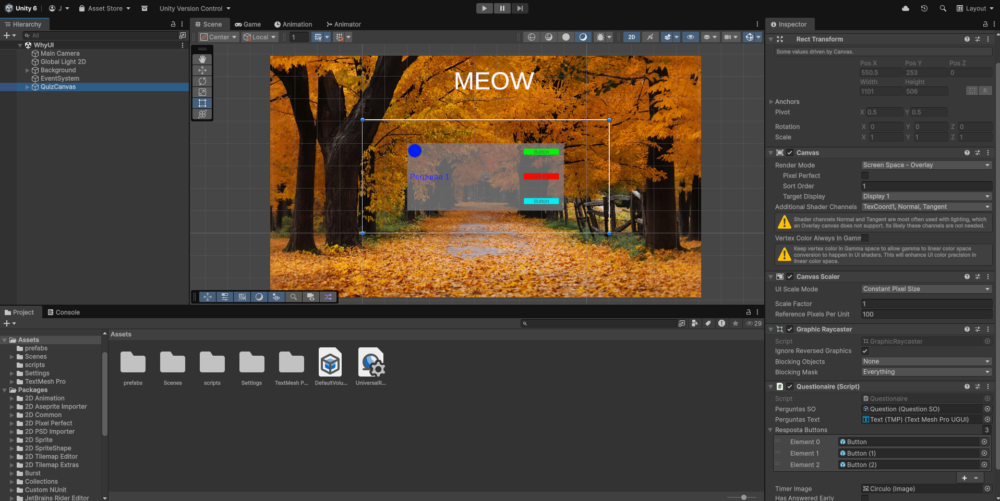 Unity 6
J
Asset Store
Unity Version Control
Layout
Hierarchy
All
WhyUI
Main Camera
Global Light 2D
Background
EventSystem
QuizCanvas
Scene
Game
Animation
Animator
Center
Local
1
2D
MEOW
Pergunta 1
Button
Button
Inspector
Rect Transform
Some values driven by Canvas.
Pos X Pos Y Pos Z
550.5 253 0
Width Height
1101 506
R
Anchors
Pivot X 0.5 Y 0.5
Rotation X 0 Y 0 Z 0
Scale X 1 Y 1 Z 1
Canvas
Render Mode Screen Space - Overlay
Pixel Perfect
Sort Order 1
Target Display Display 1
Additional Shader Channels TexCoord1, Normal, Tangent
Shader channels Normal and Tangent are most often used with lighting, which
an Overlay canvas does not support. Its likely these channels are not needed.
Vertex Color Always In Gamm
Keep vertex color in Gamma space to allow gamma to linear color space
conversion to happen in UI shaders. This will enhance UI color precision in
linear color space.
Canvas Scaler
UI Scale Mode Constant Pixel Size
Scale Factor 1
Reference Pixels Per Unit 100
Graphic Raycaster
Script GraphicRaycaster
Ignore Reversed Graphics
Blocking Objects None
Blocking Mask Everything
Questionaire (Script)
Script Questionaire
Perguntas SO Question (Question SO)
Perguntas Text Text (TMP) (Text Mesh Pro UGUI)
Resposta Buttons 3
Element 0 Button
Element 1 Button (1)
Element 2 Button (2)
+ -
Timer Image Circulo (Image)
Has Answered Early
Project
Console
29
Assets
prefabs
Scenes
scripts
Settings
TextMesh Pro
Packages
2D Animation
2D Aseprite Importer
2D Common
2D Pixel Perfect
2D PSD Importer
2D Sprite
2D SpriteShape
2D Tilemap Editor
2D Tilemap Extras
Burst
Collections
Custom NUnit
JetBrains Rider Editor
Assets
prefabs
Scenes
scripts
Settings
TextMesh P...
DefaultVolu...
UniversalR...